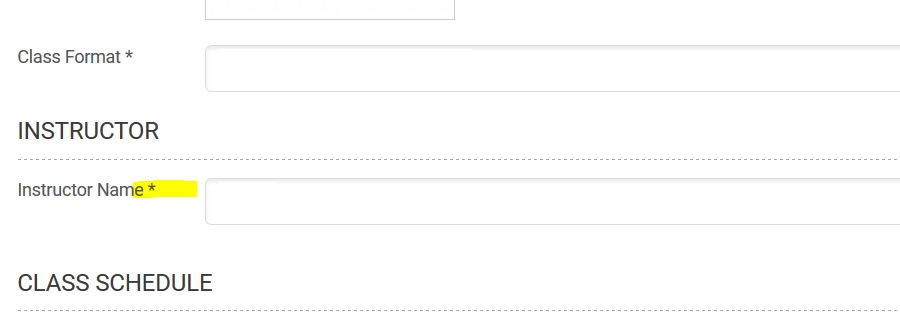 Class Format *
INSTRUCTOR
Instructor Name *
CLASS SCHEDULE